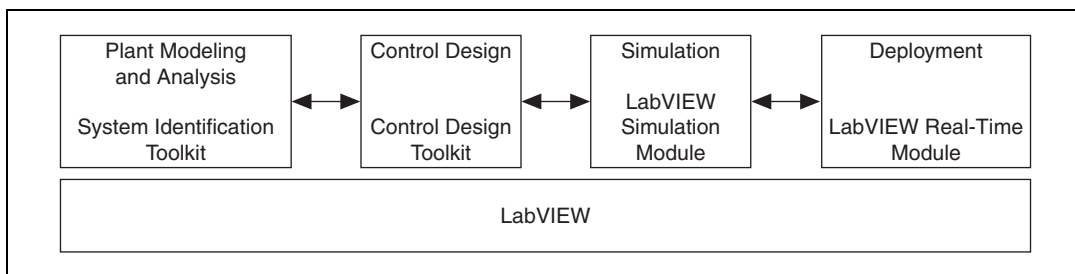 Plant Modeling
and Analysis
System Identification
Toolkit
Control Design
Control Design
Toolkit
Simulation
LabVIEW
Simulation
Module
Deployment
LabVIEW Real-Time
Module
LabVIEW